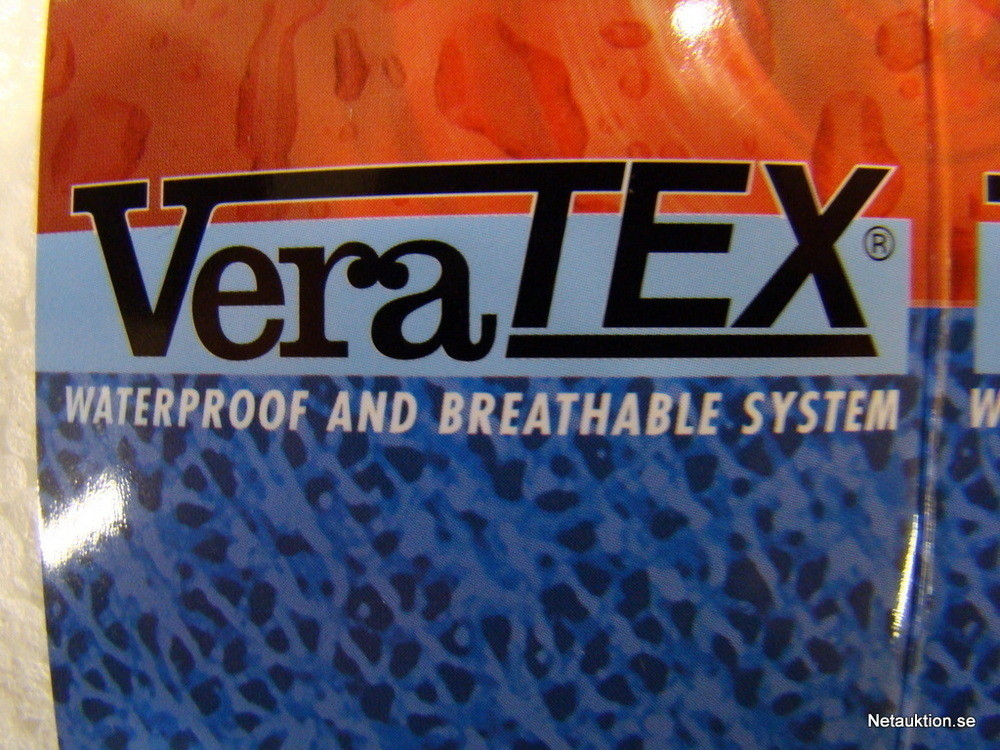 VeraTEX®
WATERPROOF AND BREATHABLE SYSTEM
W
Netauktion.se